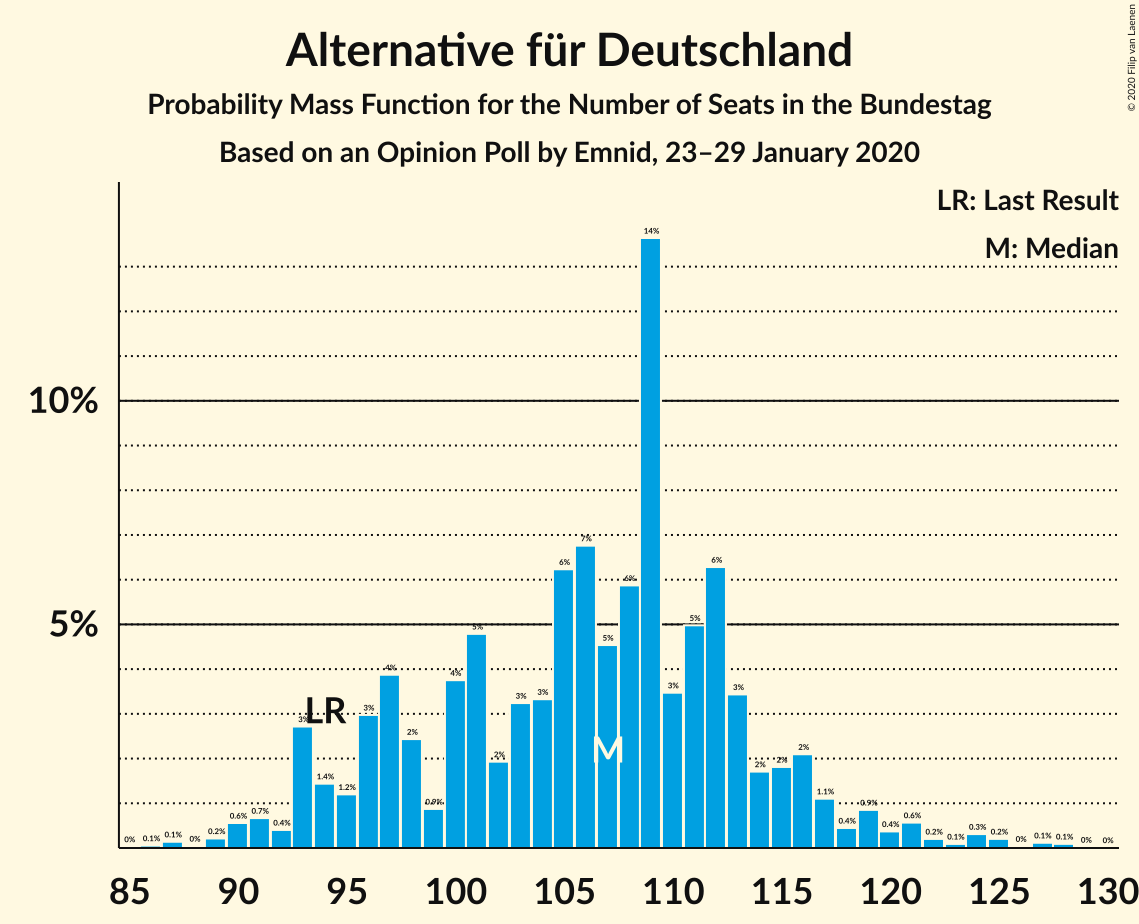 Alternative für Deutschland
Probability Mass Function for the Number of Seats in the Bundestag
Based on an Opinion Poll by Emnid, 23–29 January 2020
© 2020 Filip van Laenen
LR: Last Result
M: Median
10%
5%
0% 0.1% 0.1% 0% 0.2% 0.6% 0.7% 0.4% 3% 1.4% 1.2% 3% 4% 2% 0.9% 4% 5% 2% 3% 3% 6% 7% 5% 6% 14% 3% 5% 6% 3% 2% 2% 2% 1.1% 0.4% 0.9% 0.4% 0.6% 0.2% 0.1% 0.3% 0.2% 0% 0.1% 0.1% 0% 0%
LR
M
85 90 95 100 105 110 115 120 125 130